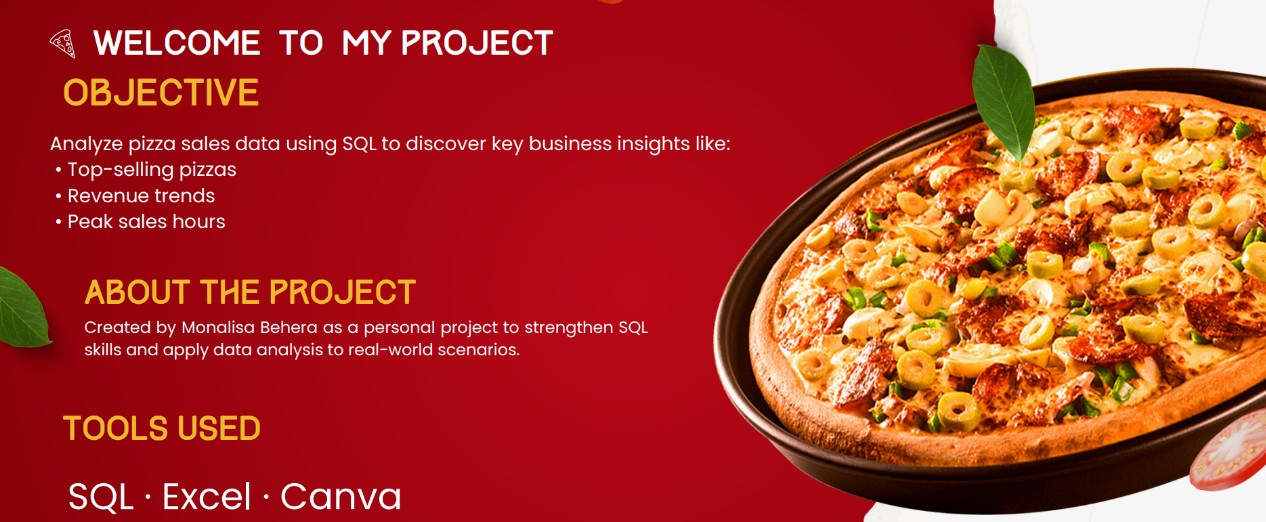 WELCOME TO MY PROJECT
OBJECTIVE
Analyze pizza sales data using SQL to discover key business insights like:
• Top-selling pizzas
• Revenue trends
• Peak sales hours
ABOUT THE PROJECT
Created by Monalisa Behera as a personal project to strengthen SQL
skills and apply data analysis to real-world scenarios.
TOOLS USED
SQL · Excel · Canva